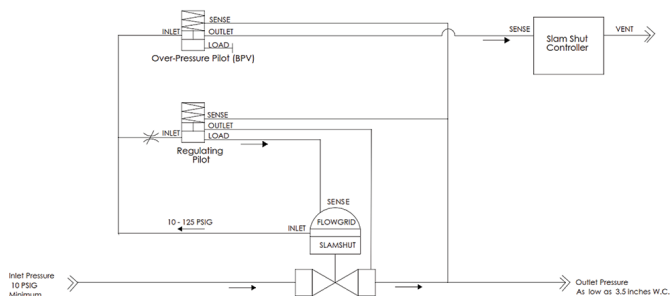 SENSE
INLET
OUTLET
LOAD
Over-Pressure Pilot (BPV)
SENSE
Slam Shut
Controller
VENT
SENSE
INLET
OUTLET
LOAD
Regulating
Pilot
SENSE
10 - 125 PSIG
INLET
FLOWGRID
SLAMSHUT
Inlet Pressure
10 PSIG
Minimum
Outlet Pressure
As low as 3.5 inches W.C.